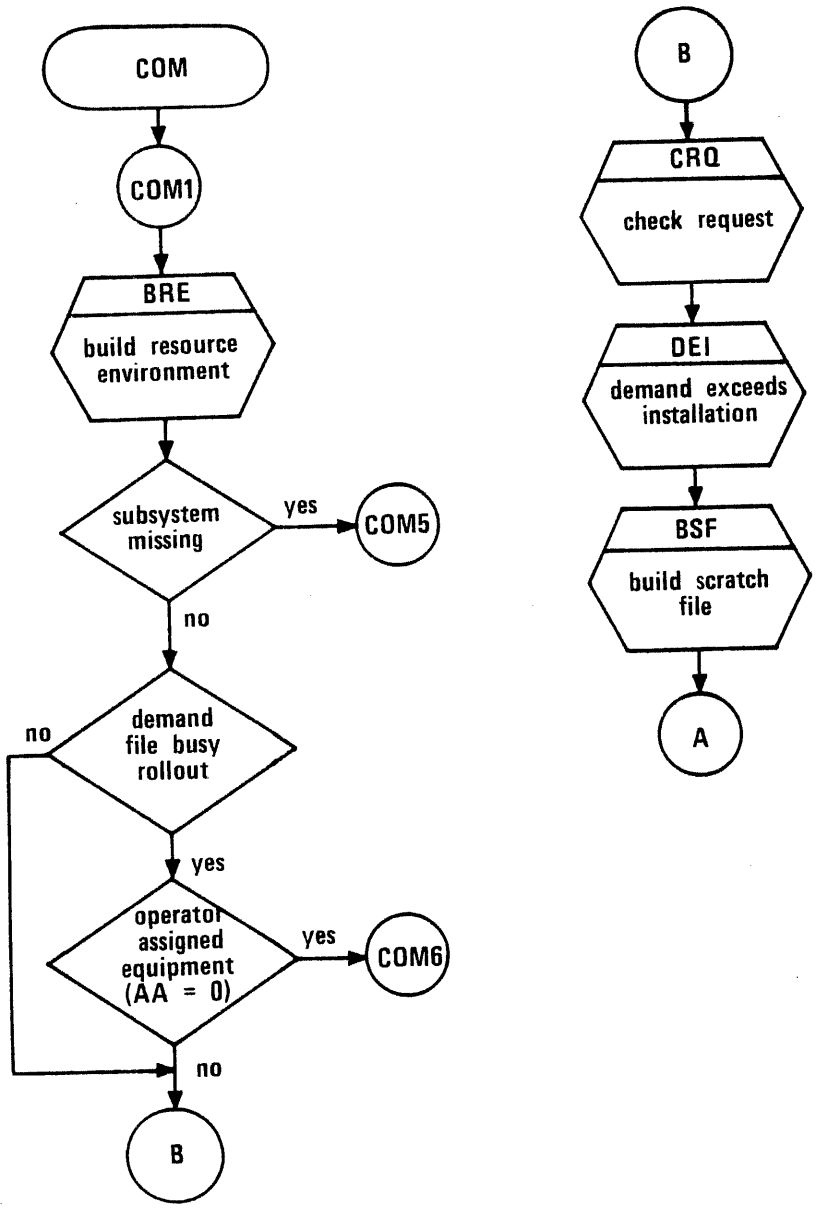 COM
COM1
BRE
build resource
environment
subsystem
missing
yes
COM5
no
demand
file busy
rollout
no
yes
operator
assigned
equipment
(AA = 0)
yes
COM6
no
B
B
CRQ
check request
DEI
demand exceeds
installation
BSF
build scratch
file
A